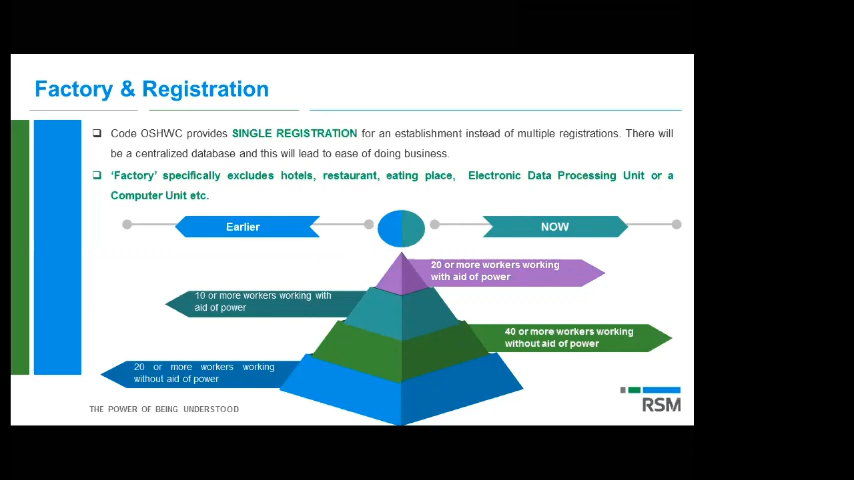 Factory & Registration
❑ Code OSHWC provides SINGLE REGISTRATION for an establishment instead of multiple registrations. There will
be a centralized database and this will lead to ease of doing business.
❑ ‘Factory’ specifically excludes hotels, restaurant, eating place, Electronic Data Processing Unit or a
Computer Unit etc.
Earlier
NOW
20 or more workers working
with aid of power
10 or more workers working with
aid of power
40 or more workers working
without aid of power
20 or more workers working
without aid of power
THE POWER OF BEING UNDERSTOOD
RSM